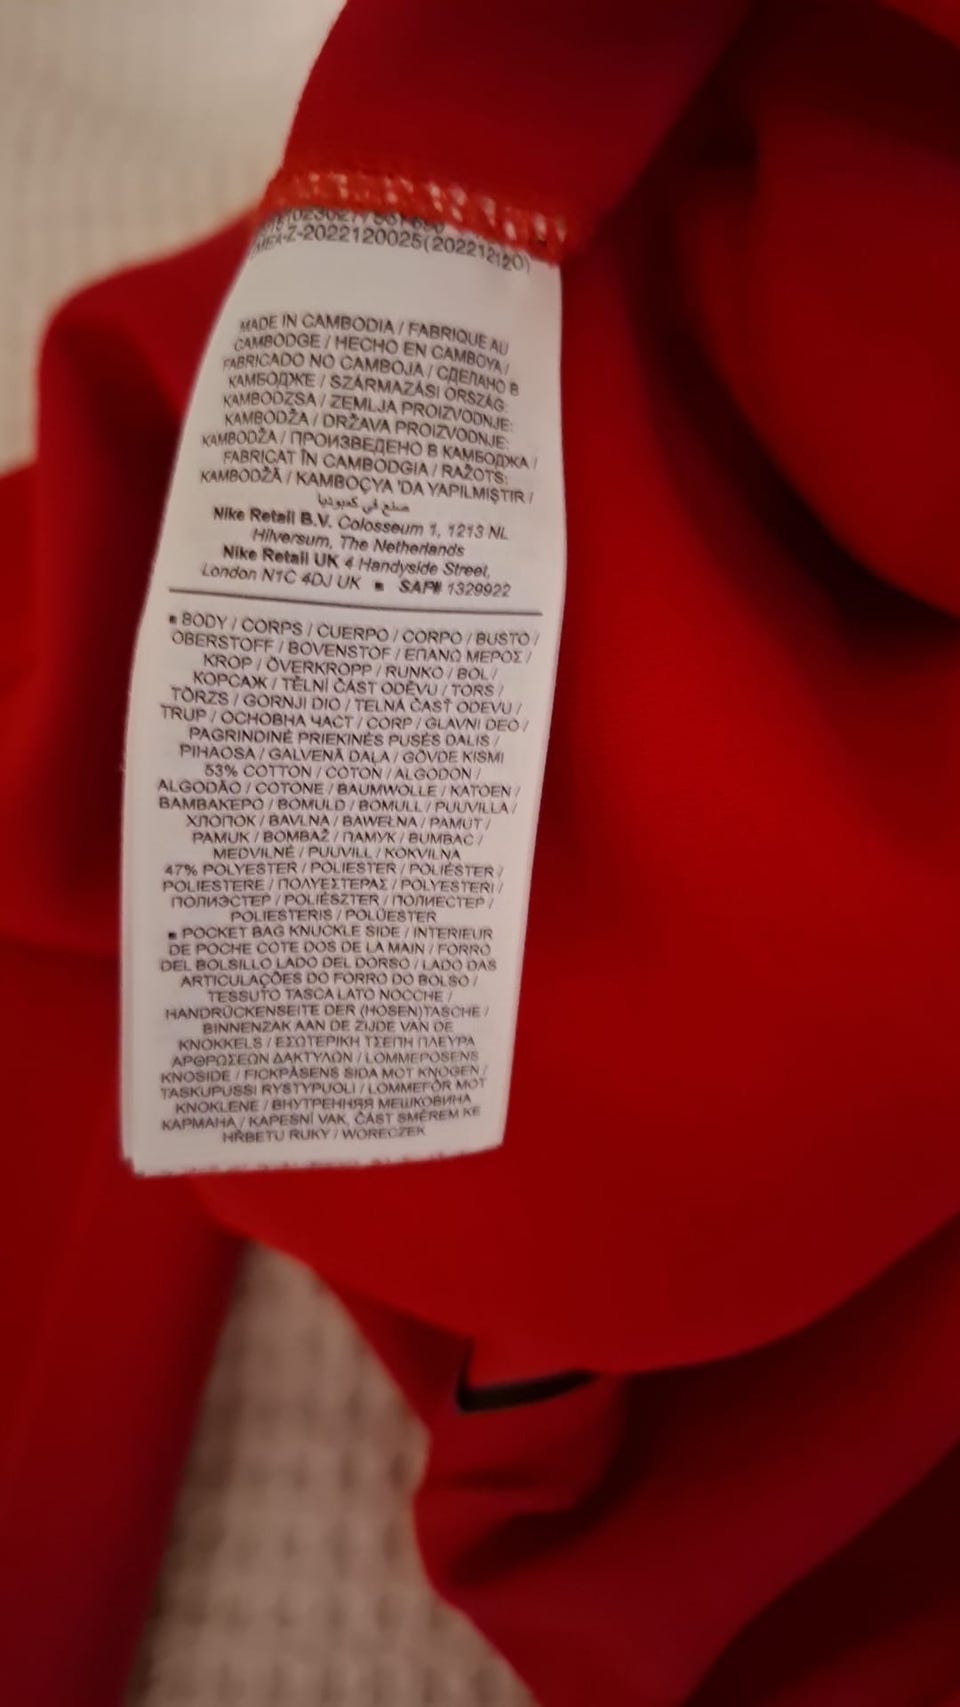 EMEA-Z-2022120025(20221220)
MADE IN CAMBODIA / FABRIQUE AU
CAMBODGE / HECHO EN CAMBOYA /
FABRICADO NO CAMBOJA / СДЕЛАНО В
КАМБОДЖЕ / SZÁRMAZÁSI ORSZÁG:
KAMBODZSA / ZEMLJA PROIZVODNJE:
KAMBODŽA / DRŽAVA PROIZVODNJE:
KAMBODŽA / ПРОИЗВЕДЕНО В КАМБОДЖА /
FABRICAT ÎN CAMBODGIA / RAŽOTS:
KAMBODŽĀ / KAMBOÇYA 'DA YAPILMIŞTIR /
صنع في كمبوديا
Nike Retail B.V. Colosseum 1, 1213 NL
Hilversum, The Netherlands
Nike Retail UK 4 Handyside Street,
London N1C 4DJ UK ■ SAP# 1329922
■ BODY / CORPS / CUERPO / CORPO / BUSTO /
OBERSTOFF / BOVENSTOF / ΕΠΑΝΩ ΜΕΡΟΣ /
KROP / ÖVERKROPP / RUNKO / BOL /
КОРСАЖ / TĚLNÍ ČÁST ODĚVU / TORS /
TÖRZS / GORNJI DIO / TELNÁ ČASŤ ODEVU /
TRUP / ОСНОВНА ЧАСТ / CORP / GLAVNI DEO /
PAGRINDINĖ PRIEKINĖS PUSĖS DALIS /
PIHAOSA / GALVENĀ DAĻA / GÖVDE KISMI
53% COTTON / COTON / ALGODÓN /
ALGODÃO / COTONE / BAUMWOLLE / KATOEN /
ΒΑΜΒΑΚΕΡΟ / BOMULD / BOMULL / PUUVILLA /
ХЛОПОК / BAVLNA / BAWEŁNA / PAMUT /
PAMUK / BOMBAŽ / ПАМУК / BUMBAC /
MEDVILNĖ / PUUVILL / KOKVILNA
47% POLYESTER / POLIESTER / POLIÉSTER /
POLIESTERE / ΠΟΛΥΕΣΤΕΡΑΣ / POLYESTERI /
ПОЛИЭСТЕР / POLIÉSZTER / ПОЛИЕСТЕР /
POLIESTERIS / POLÜESTER
■ POCKET BAG KNUCKLE SIDE / INTERIEUR
DE POCHE COTE DOS DE LA MAIN / FORRO
DEL BOLSILLO LADO DEL DORSO / LADO DAS
ARTICULAÇÕES DO FORRO DO BOLSO /
TESSUTO TASCA LATO NOCCHE /
HANDRÜCKENSEITE DER (HOSEN)TASCHE /
BINNENZAK AAN DE ZIJDE VAN DE
KNOKKELS / ΕΣΩΤΕΡΙΚΗ ΤΣΕΠΗ ΠΛΕΥΡΑ
ΑΡΘΡΩΣΕΩΝ ΔΑΚΤΥΛΩΝ / LOMMEPOSENS
KNOSIDE / FICKPÅSENS SIDA MOT KNOGEN /
TASKUPUSSI RYSTYPUOLI / LOMMEFÔR MOT
KNOKLENE / ВНУТРЕННЯЯ МЕШКОВИНА
КАРМАНА / KAPESNÍ VAK, ČÁST SMĚREM KE
HŘBETU RUKY / WORECZEK